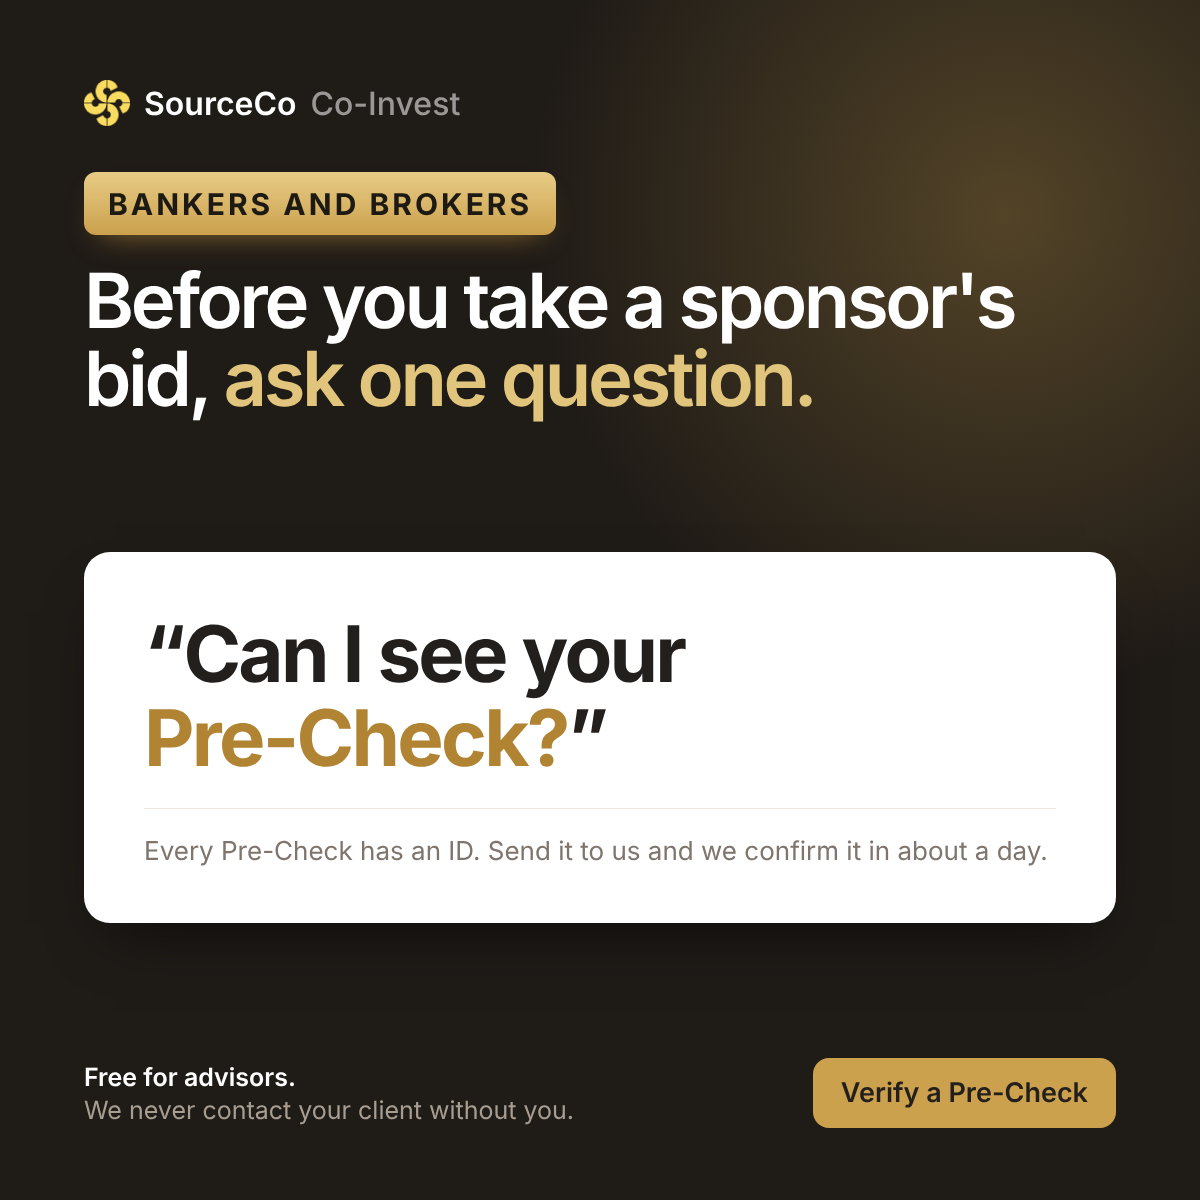 SourceCo Co-Invest
BANKERS AND BROKERS
Before you take a sponsor's
bid, ask one question.
“Can I see your
Pre-Check?”
Every Pre-Check has an ID. Send it to us and we confirm it in about a day.
Free for advisors.
We never contact your client without you.
Verify a Pre-Check